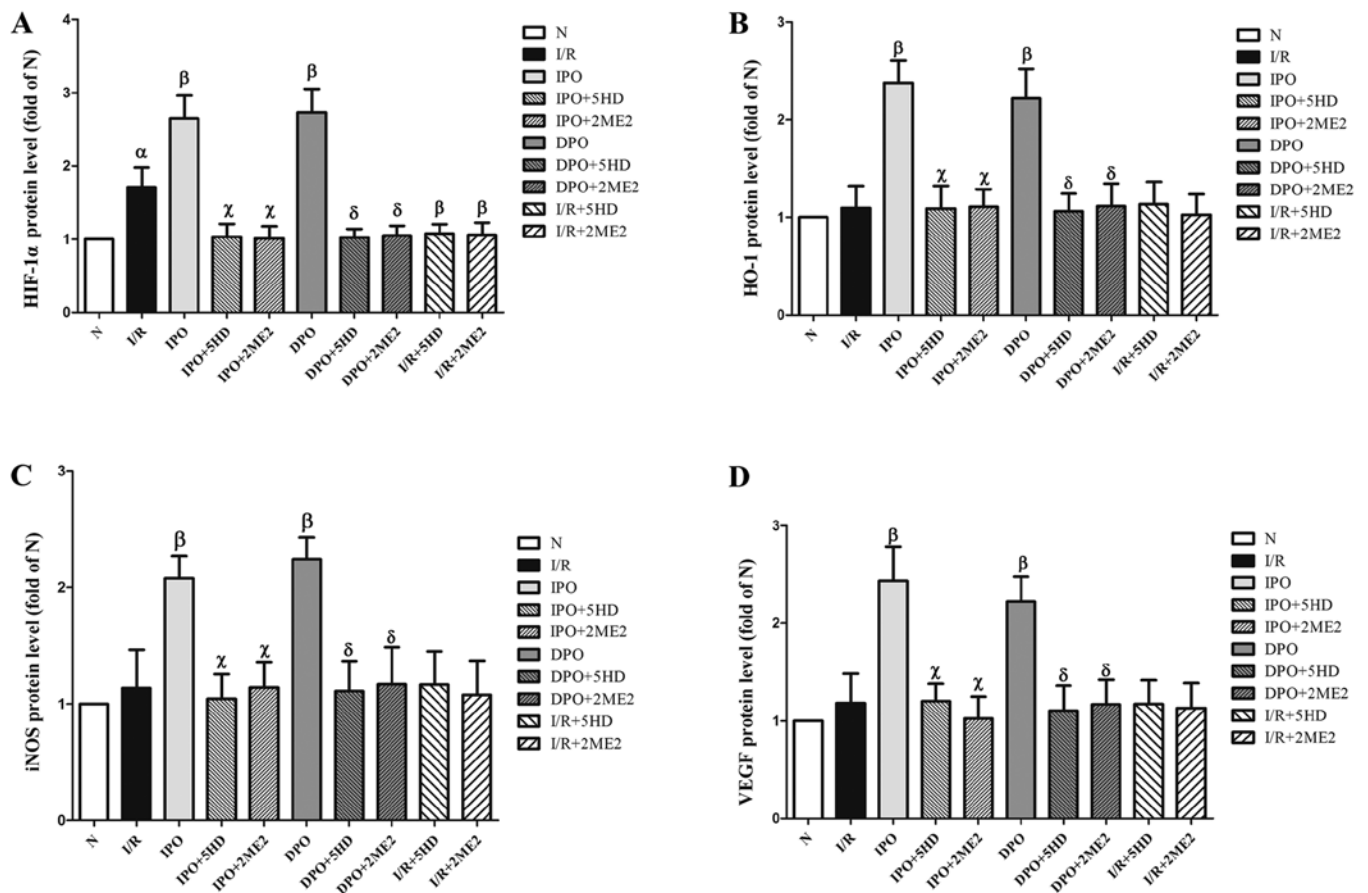 A
HIF-1α protein level (fold of N)
4
3
2
1
0
α
β
χ
χ
β
δ
δ
β
β
N
I/R
IPO
IPO+5HD
IPO+2ME2
DPO
DPO+5HD
DPO+2ME2
I/R+5HD
I/R+2ME2
N
I/R
IPO
IPO+5HD
IPO+2ME2
DPO
DPO+5HD
DPO+2ME2
I/R+5HD
I/R+2ME2
B
HO-1 protein level (fold of N)
3
2
1
0
β
χ
χ
β
δ
δ
N
I/R
IPO
IPO+5HD
IPO+2ME2
DPO
DPO+5HD
DPO+2ME2
I/R+5HD
I/R+2ME2
N
I/R
IPO
IPO+5HD
IPO+2ME2
DPO
DPO+5HD
DPO+2ME2
I/R+5HD
I/R+2ME2
C
iNOS protein level (fold of N)
3
2
1
0
β
χ
χ
β
δ
δ
N
I/R
IPO
IPO+5HD
IPO+2ME2
DPO
DPO+5HD
DPO+2ME2
I/R+5HD
I/R+2ME2
N
I/R
IPO
IPO+5HD
IPO+2ME2
DPO
DPO+5HD
DPO+2ME2
I/R+5HD
I/R+2ME2
D
VEGF protein level (fold of N)
3
2
1
0
β
χ
χ
β
δ
δ
N
I/R
IPO
IPO+5HD
IPO+2ME2
DPO
DPO+5HD
DPO+2ME2
I/R+5HD
I/R+2ME2
N
I/R
IPO
IPO+5HD
IPO+2ME2
DPO
DPO+5HD
DPO+2ME2
I/R+5HD
I/R+2ME2